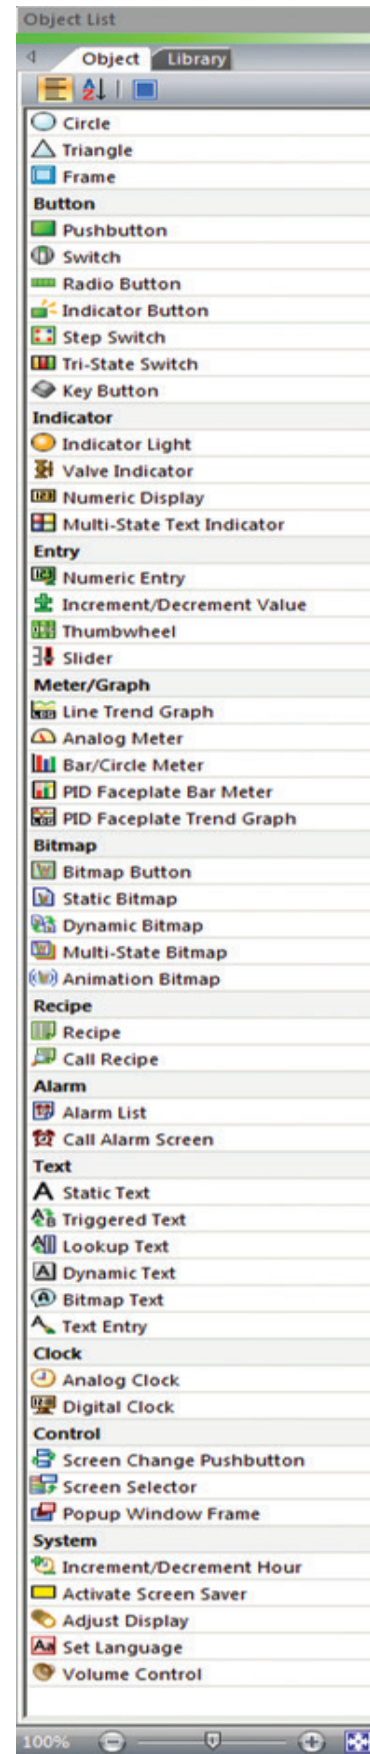 Object List
Object Library
Circle
Triangle
Frame
Button
Pushbutton
Switch
Radio Button
Indicator Button
Step Switch
Tri-State Switch
Key Button
Indicator
Indicator Light
Valve Indicator
Numeric Display
Multi-State Text Indicator
Entry
Numeric Entry
Increment/Decrement Value
Thumbwheel
Slider
Meter/Graph
Line Trend Graph
Analog Meter
Bar/Circle Meter
PID Faceplate Bar Meter
PID Faceplate Trend Graph
Bitmap
Bitmap Button
Static Bitmap
Dynamic Bitmap
Multi-State Bitmap
Animation Bitmap
Recipe
Recipe
Call Recipe
Alarm
Alarm List
Call Alarm Screen
Text
Static Text
Triggered Text
Lookup Text
Dynamic Text
Bitmap Text
Text Entry
Clock
Analog Clock
Digital Clock
Control
Screen Change Pushbutton
Screen Selector
Popup Window Frame
System
Increment/Decrement Hour
Activate Screen Saver
Adjust Display
Set Language
Volume Control
100%